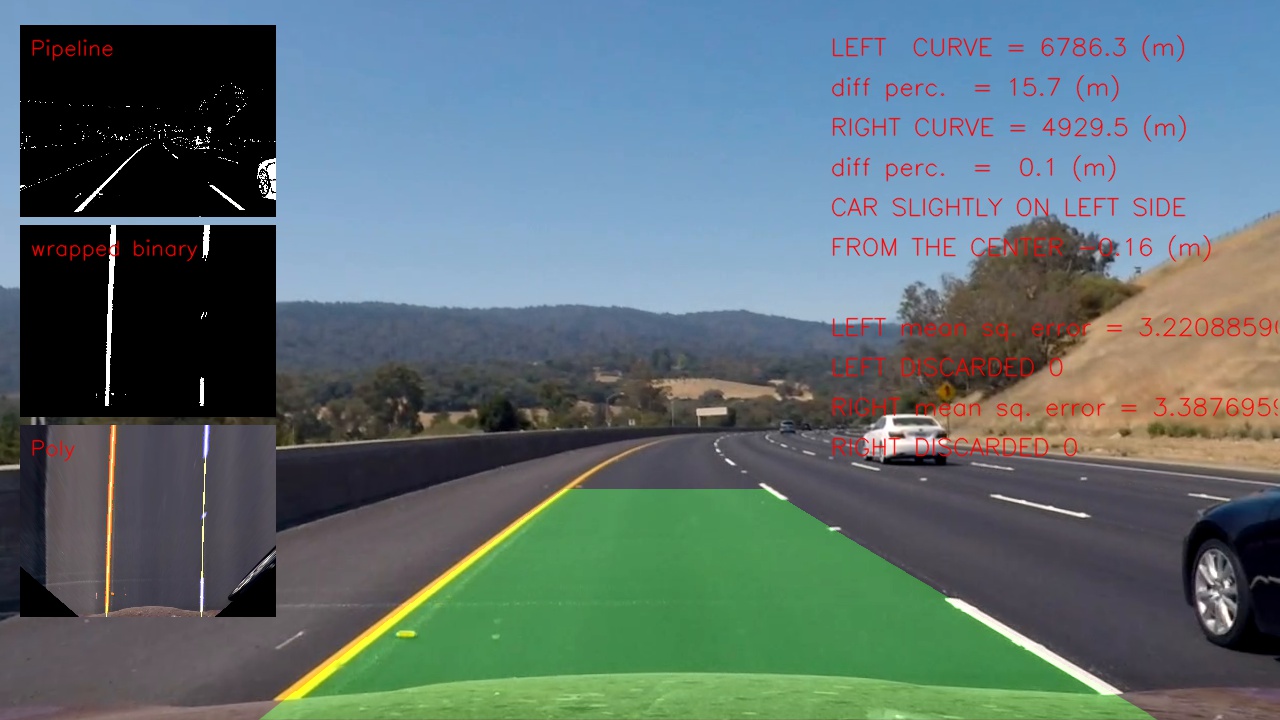 Pipeline
wrapped binary
Poly
LEFT CURVE = 6786.3 (m)
diff perc. = 15.7 (m)
RIGHT CURVE = 4929.5 (m)
diff perc. = 0.1 (m)
CAR SLIGHTLY ON LEFT SIDE
FROM THE CENTER -0.16 (m)
LEFT mean sq. error = 3.22088590
LEFT DISCARDED 0
RIGHT mean sq. error = 3.3876959
RIGHT DISCARDED 0